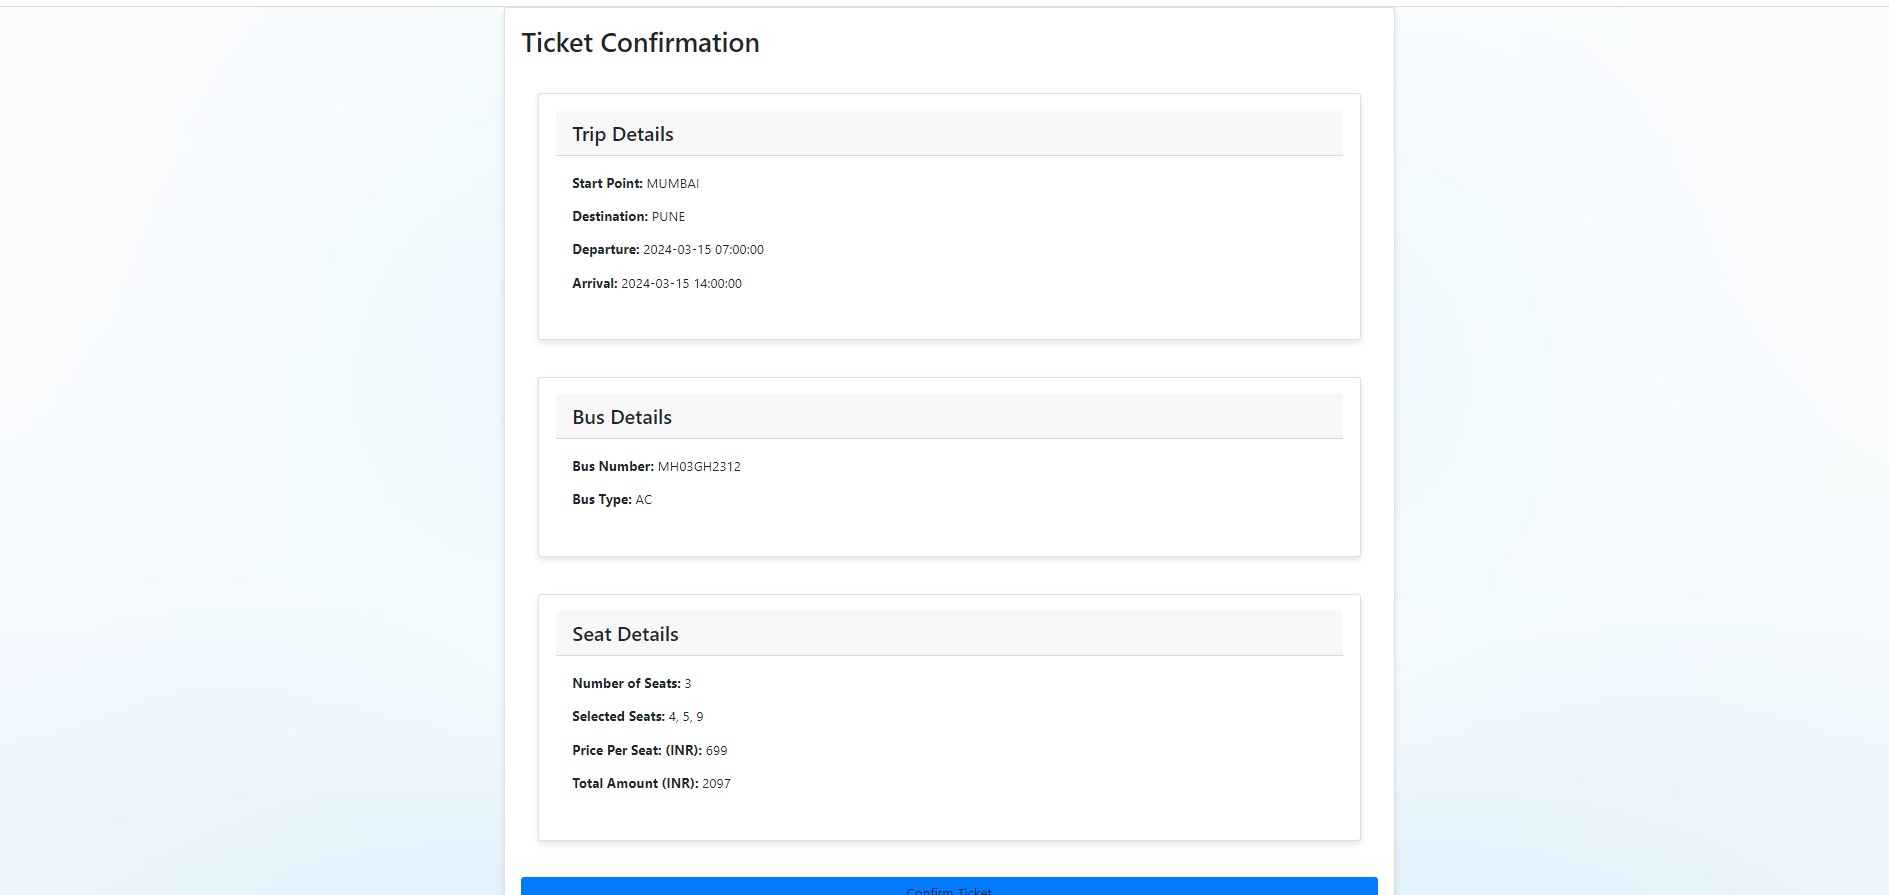 Ticket Confirmation
Trip Details
Start Point: MUMBAI
Destination: PUNE
Departure: 2024-03-15 07:00:00
Arrival: 2024-03-15 14:00:00
Bus Details
Bus Number: MH03GH2312
Bus Type: AC
Seat Details
Number of Seats: 3
Selected Seats: 4, 5, 9
Price Per Seat: (INR): 699
Total Amount (INR): 2097
Confirm Ticket